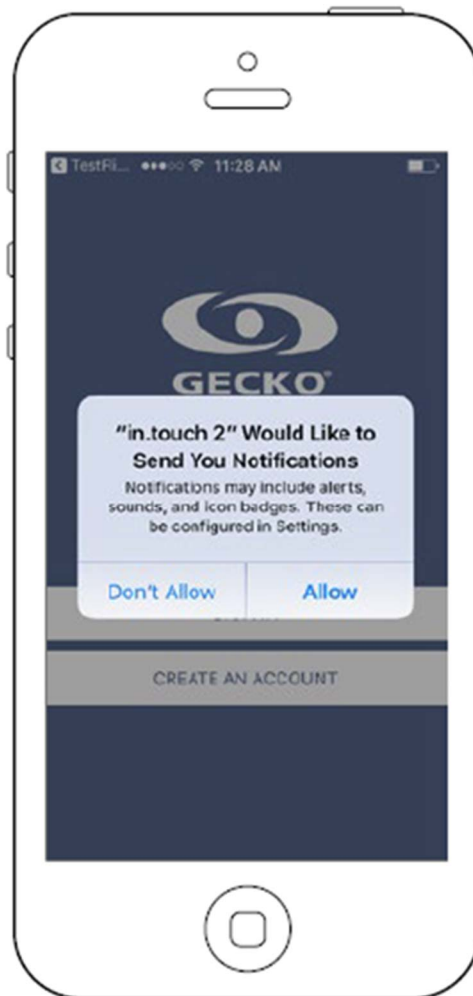 TestFli... 11:28 AM
GECKO®
"in.touch 2" Would Like to
Send You Notifications
Notifications may include alerts,
sounds, and icon badges. These can
be configured in Settings.
Don't Allow Allow
CREATE AN ACCOUNT